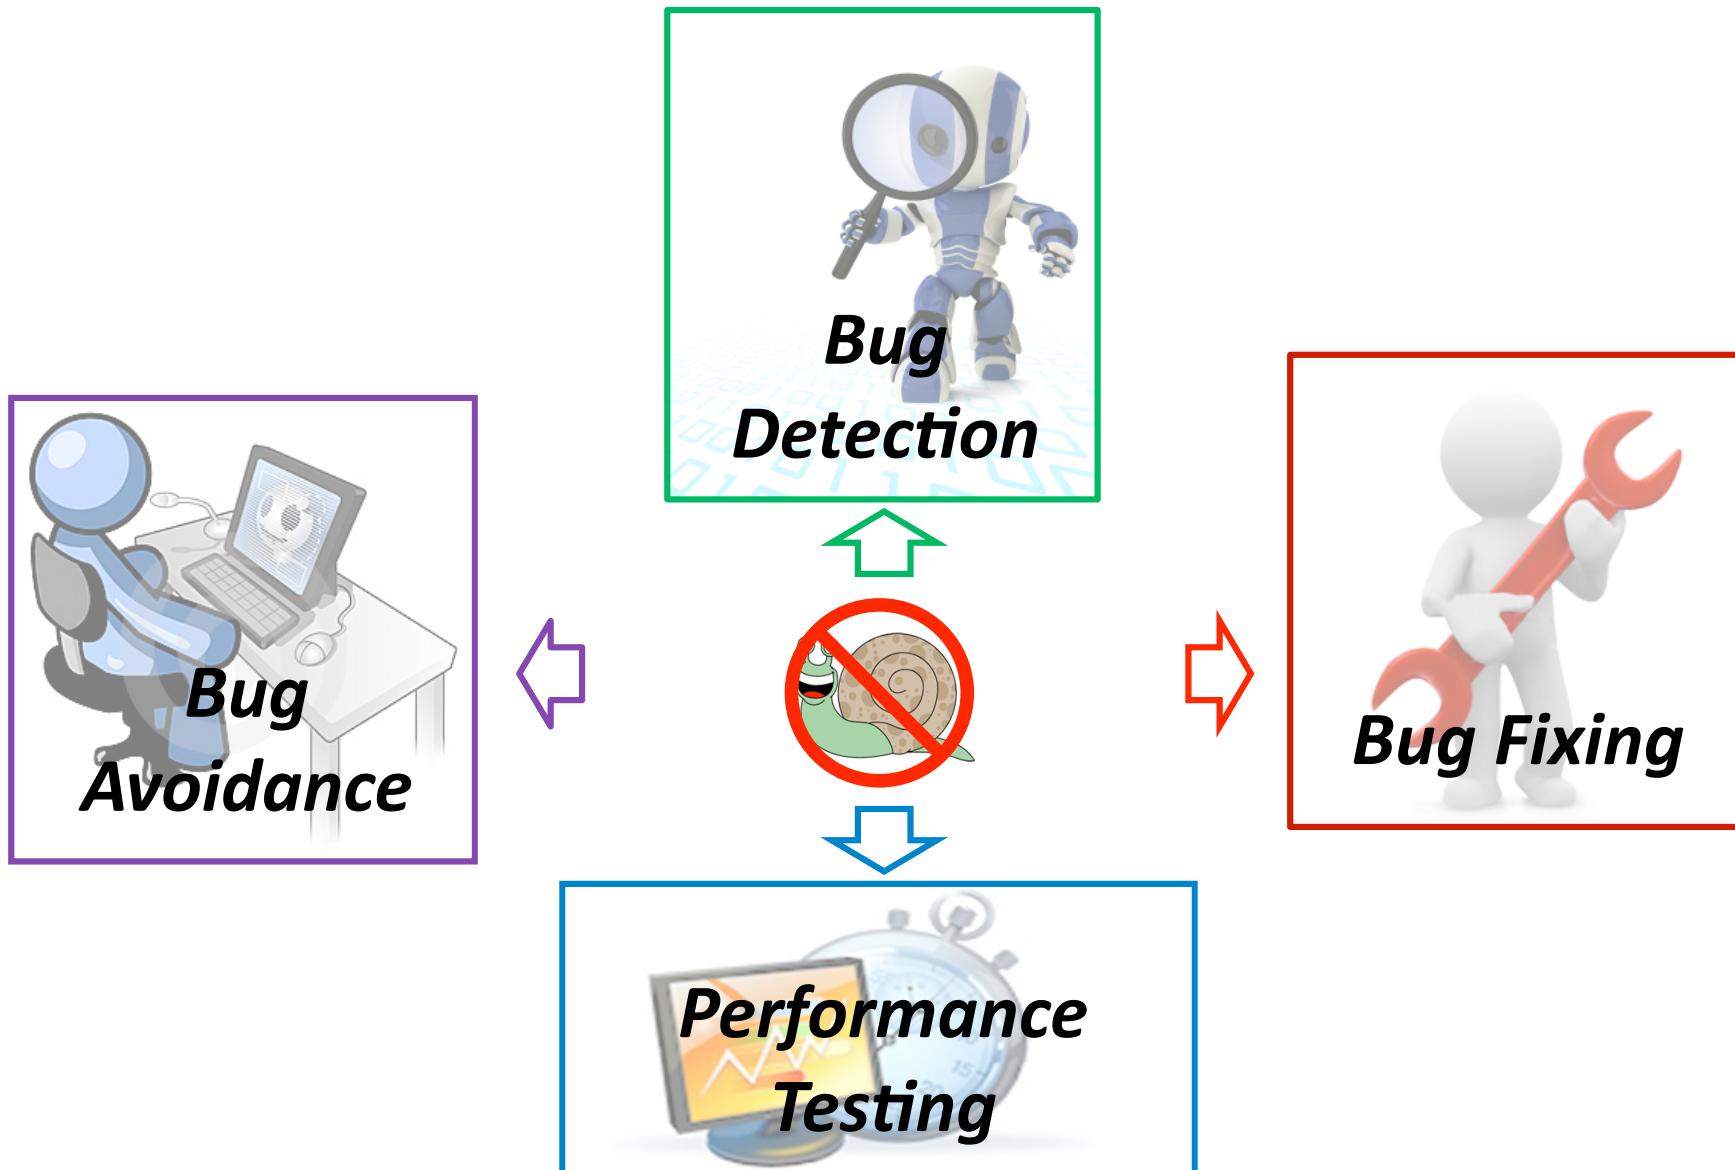 Bug
Detection
Bug
Avoidance
Bug Fixing
Performance
Testing